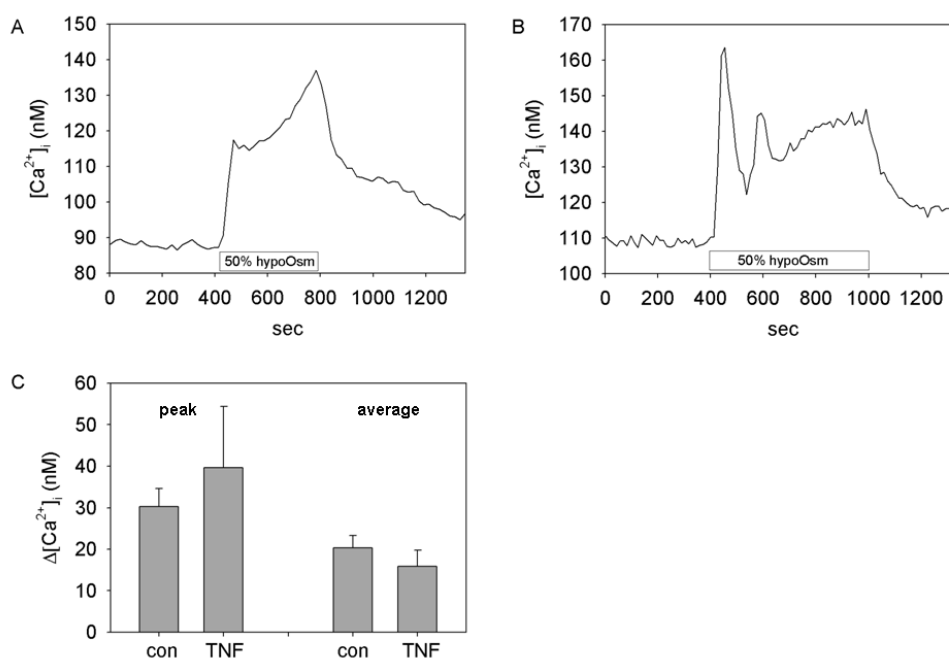 A
150
140
130
120
110
100
90
80
[Ca²⁺]ᵢ (nM)
50% hypoOsm
0 200 400 600 800 1000 1200
sec
B
170
160
150
140
130
120
110
100
[Ca²⁺]ᵢ (nM)
50% hypoOsm
0 200 400 600 800 1000 1200
sec
C
60
50
40
30
20
10
0
Δ[Ca²⁺]ᵢ (nM)
peak average
con TNF con TNF